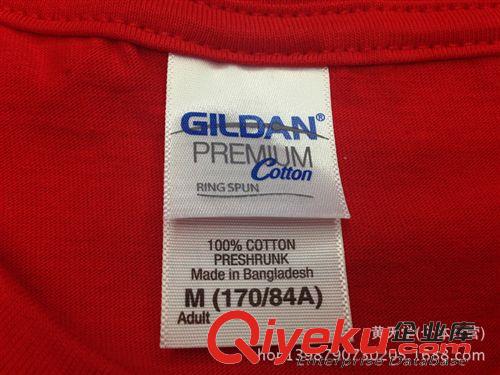 GILDAN®
PREMIUM
Cotton
RING SPUN
100% COTTON
PRESHRUNK
Made in Bangladesh
M (170/84A)
Adult
企业库
Qiyeku.com
Enterprise Database